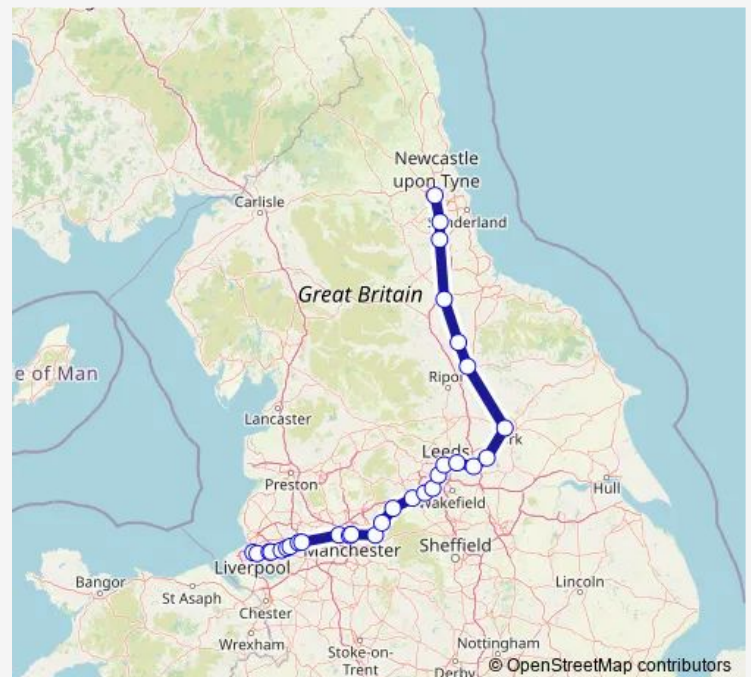 Newcastle
upon Tyne
Carlisle
nderland
Great Britain
e of Man
Ripo
Lancaster
rk
Leeds
Preston
Hull
Wakefield
Manchester
Sheffield
Liverpool
Bangor
St Asaph
Lincoln
Chester
Wrexham
Stoke-on-
Trent
Nottingham
Derby
© OpenStreetMap contributors